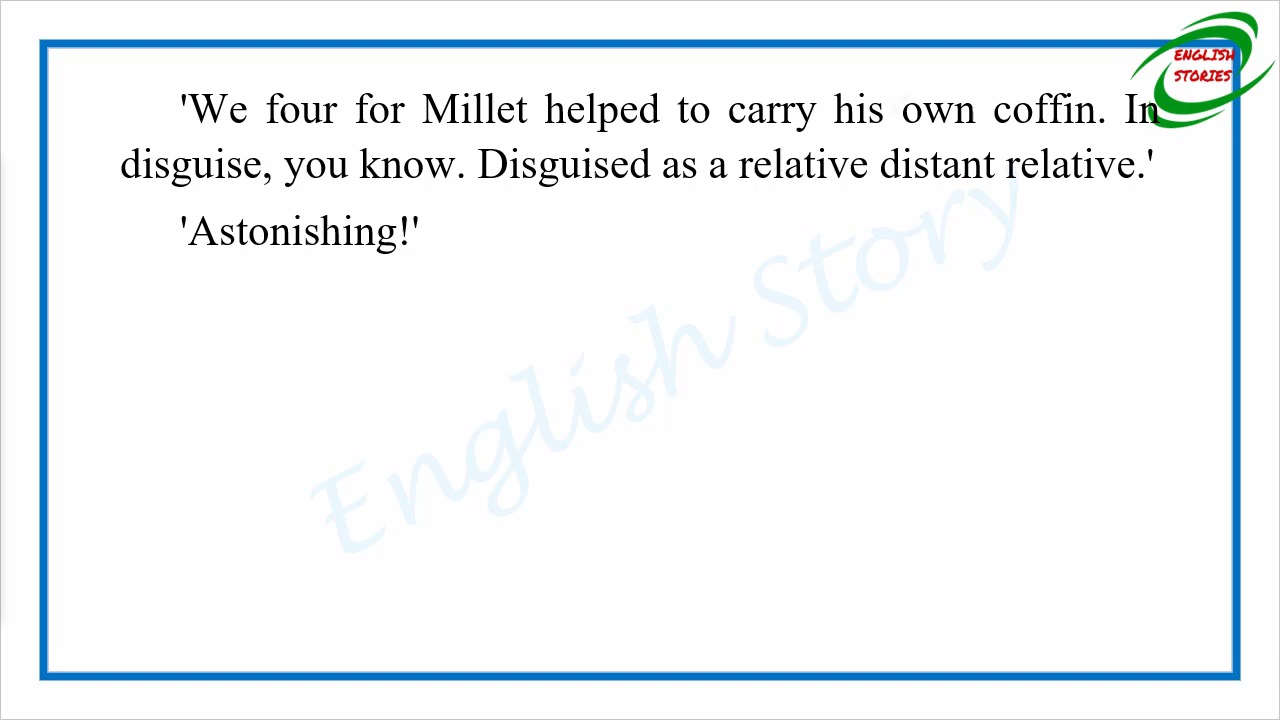 ENGLISH
STORIES
'We four for Millet helped to carry his own coffin. In
disguise, you know. Disguised as a relative distant relative.'
'Astonishing!'
English Story